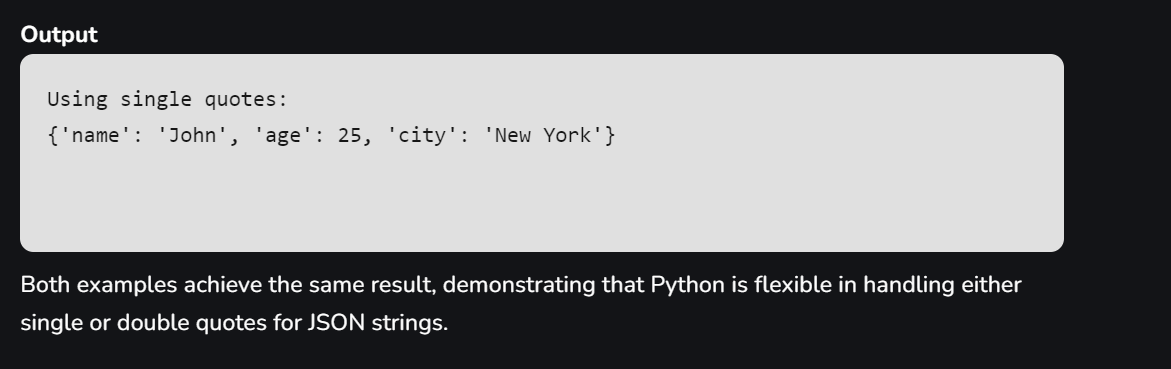 Output
Using single quotes:
{'name': 'John', 'age': 25, 'city': 'New York'}
Both examples achieve the same result, demonstrating that Python is flexible in handling either
single or double quotes for JSON strings.